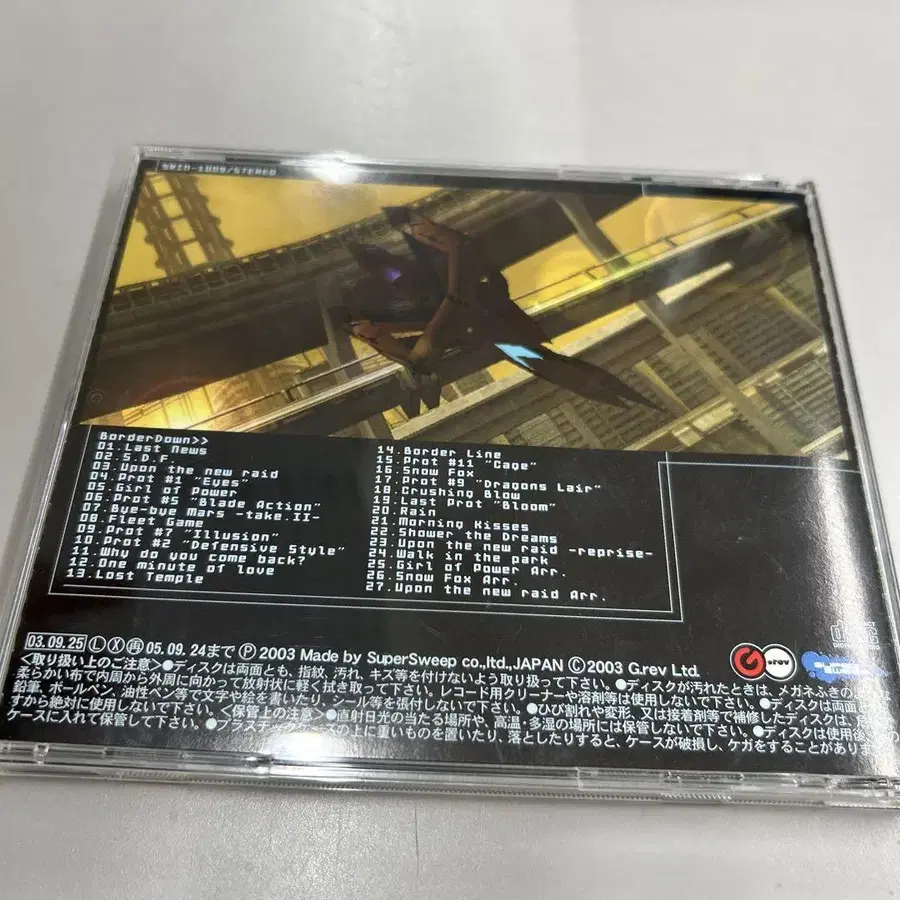 SRIN-1009/STEREO
BorderDown>>
01.Last News
02.S.D.F
03.Upon the new raid
04.Prot #1 "Eyes"
05.Girl of Power
06.Prot #5 "Blade Action"
07.Bye-bye Mars -take.II-
08.Fleet Game
09.Prot #7 "Illusion"
10.Prot #2 "Defensive Style"
11.Why do you come back?
12.One minute of love
13.Lost Temple
14.Border Line
15.Prot #11 "Cage"
16.Snow Fox
17.Prot #9 "Dragons Lair"
18.Crushing Blow
19.Last Prot "Bloom"
20.Rain
21.Morning Kisses
22.Shower the Dreams
23.Upon the new raid -reprise-
24.Walk in the park
25.Girl of Power Arr.
26.Snow Fox Arr.
27.Upon the new raid Arr.
03.09.25 Ⓛ Ⓧ ㊢ 05.09.24まで Ⓟ 2003 Made by SuperSweep co.,ltd.,JAPAN Ⓒ2003 G.rev Ltd.
G.rev
<取り扱い上のご注意>●ディスクは両面とも、指紋、汚れ、キズ等を付けないよう取り扱って下さい。●ディスクが汚れたときは、メガネふきの
柔らかい布で内周から外周に向かって放射状に軽く拭き取って下さい。レコード用クリーナーや溶剤等は使用しないで下さい。●ディスクは両面と
鉛筆、ボールペン、油性ペン等で文字や絵を書いたり、シール等を張付しないで下さい。●ひび割れや変形、又は接着剤等で補修したディスクは、
すから絶対に使用しないで下さい。<保管上の注意>●直射日光の当たる場所や、高温・多湿の場所には保管しないで下さい。●ディスクは使用後
ケースに入れて保管して下さい。●プラスチ ースの上に重いものを置いたり、落としたりすると、ケースが破損し、ケガをすることがあります